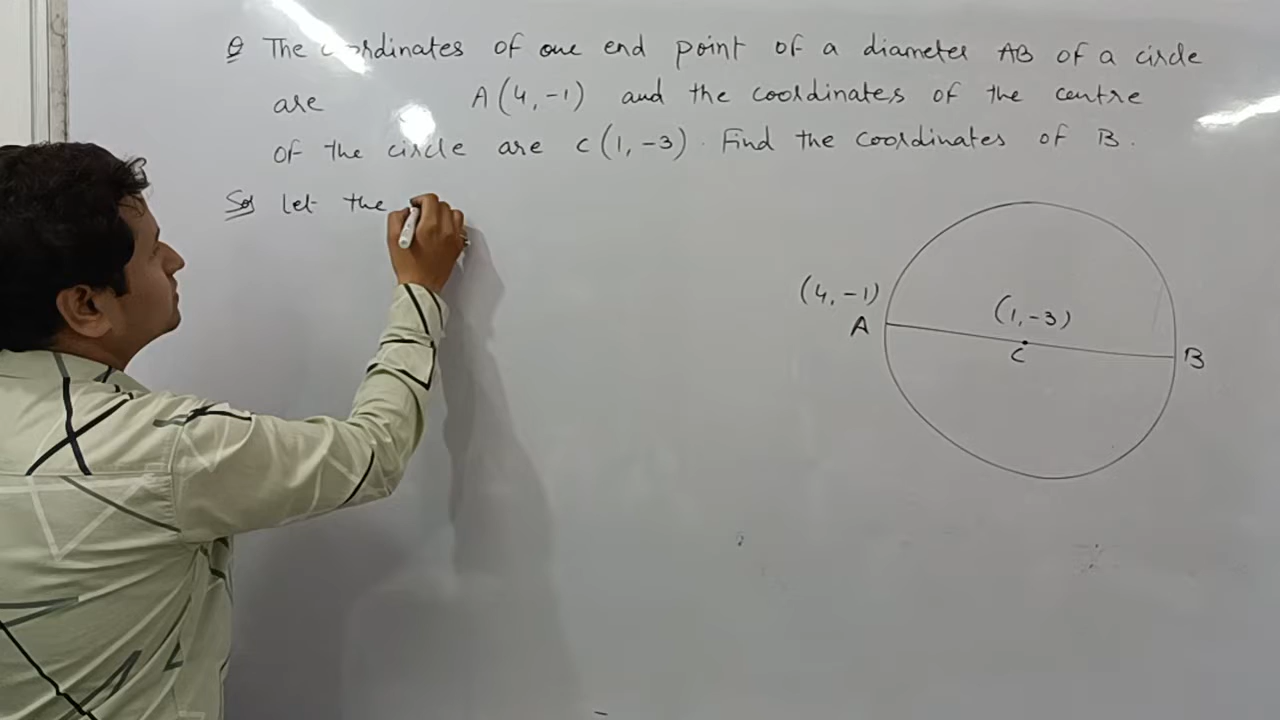 Q The coordinates of one end point of a diameter AB of a circle
are A(4, -1) and the coordinates of the centre
of the circle are C(1, -3). Find the coordinates of B.
Sol Let the
(4, -1)
(1, -3)
A
C
B